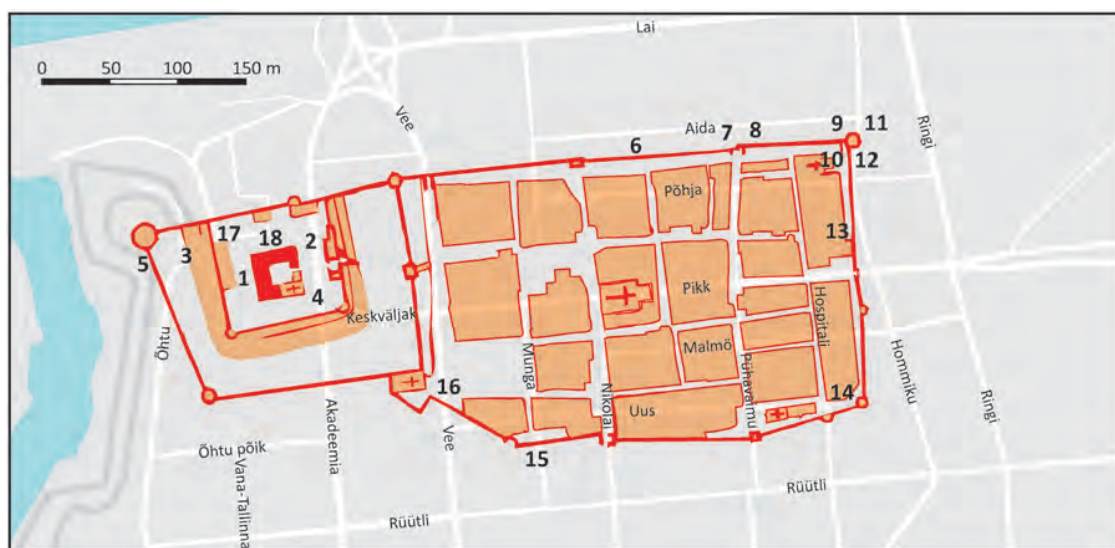 Lai
0 50 100 150 m
Vee
Aida
6
7
8
9
11
Ringi
10
12
Põhja
17
18
2
13
5
3
1
4
Pikk
Hospitali
Keskväljak
Õhtu
Munga
Malmö
Pühavaimu
Hommiku
Ringi
16
Nikolai
Uus
14
Akadeemia
Vee
15
Õhtu põik
Vana-Tallinna
Rüütli
Rüütli